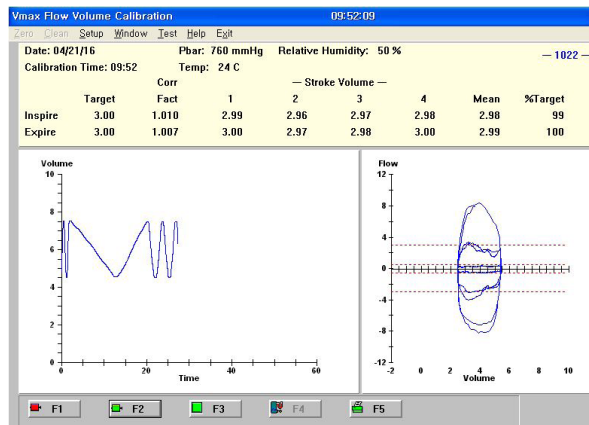 Vmax Flow Volume Calibration 09:52:09
Zero Clean Setup Window Test Help Exit
Date: 04/21/16 Pbar: 760 mmHg Relative Humidity: 50 % — 1022 —
Calibration Time: 09:52 Temp: 24 C
Corr — Stroke Volume —
Target Fact 1 2 3 4 Mean %Target
Inspire 3.00 1.010 2.99 2.96 2.97 2.98 2.98 99
Expire 3.00 1.007 3.00 2.97 2.98 3.00 2.99 100
Volume
10
8
6
4
2
0
0 20 40 60
Time
Flow
12
8
4
0
-4
-8
-12
-2 0 2 4 6 8 10
Volume
F1 F2 F3 F4 F5